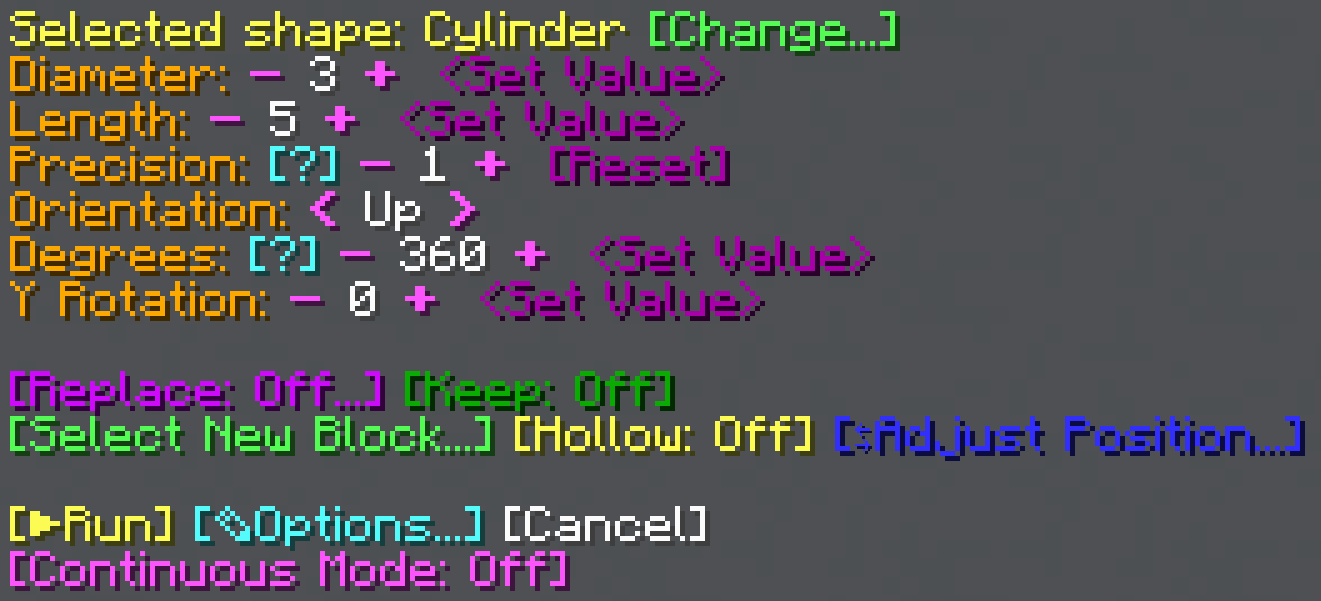 Selected shape: Cylinder [Change...]
Diameter: - 3 + <Set Value>
Length: - 5 + <Set Value>
Precision: [?] - 1 + [Reset]
Orientation: < Up >
Degrees: [?] - 360 + <Set Value>
Y Rotation: - 0 + <Set Value>
[Replace: Off...] [Keep: Off]
[Select New Block...] [Hollow: Off] [Adjust Position...]
[▶Run] [✎Options...] [Cancel]
[Continuous Mode: Off]